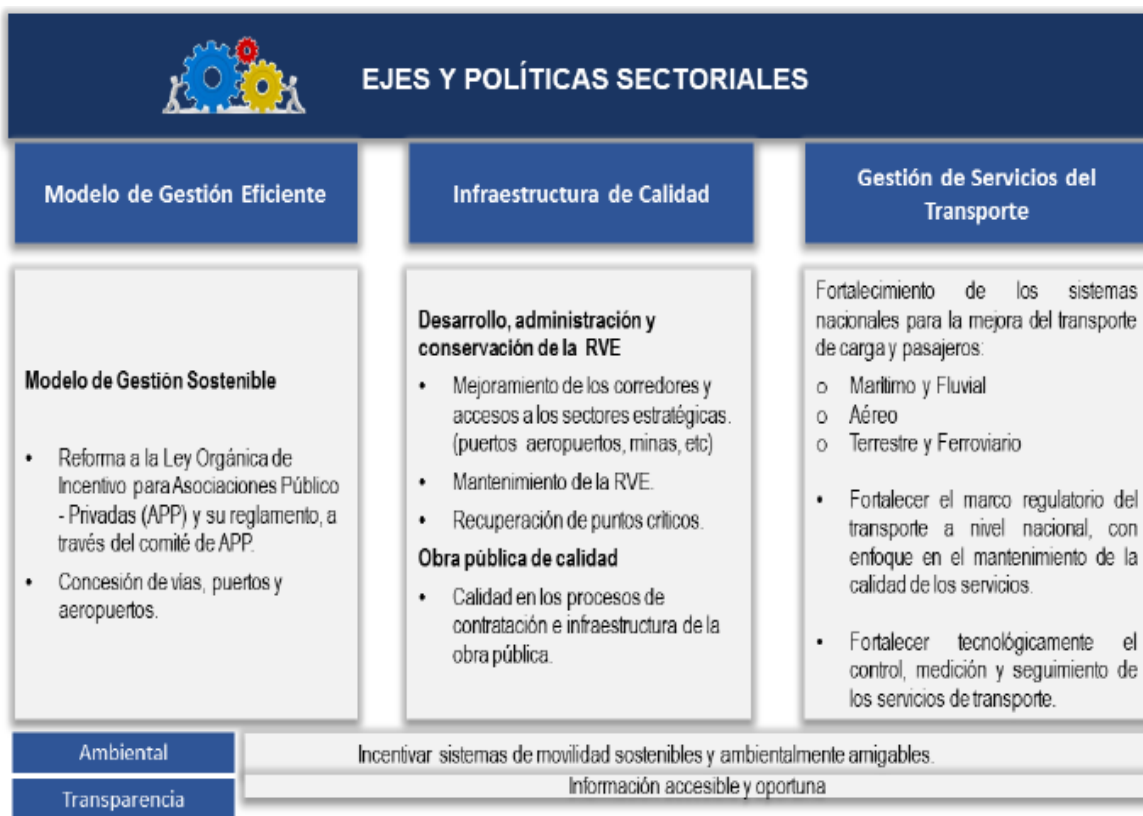 EJES Y POLÍTICAS SECTORIALES
Modelo de Gestión Eficiente
Modelo de Gestión Sostenible
• Reforma a la Ley Orgánica de
Incentivo para Asociaciones Público
- Privadas (APP) y su reglamento, a
través del comité de APP.
• Concesión de vías, puertos y
aeropuertos.
Infraestructura de Calidad
Desarrollo, administración y
conservación de la RVE
• Mejoramiento de los corredores y
accesos a los sectores estratégicas.
(puertos aeropuertos, minas, etc)
• Mantenimiento de la RVE.
• Recuperación de puntos críticos.
Obra pública de calidad
• Calidad en los procesos de
contratación e infraestructura de la
obra pública.
Gestión de Servicios del
Transporte
Fortalecimiento de los sistemas
nacionales para la mejora del transporte
de carga y pasajeros:
o Marítimo y Fluvial
o Aéreo
o Terrestre y Ferroviario
• Fortalecer el marco regulatorio del
transporte a nivel nacional, con
enfoque en el mantenimiento de la
calidad de los servicios.
• Fortalecer tecnológicamente el
control, medición y seguimiento de
los servicios de transporte.
Ambiental
Incentivar sistemas de movilidad sostenibles y ambientalmente amigables.
Transparencia
Información accesible y oportuna